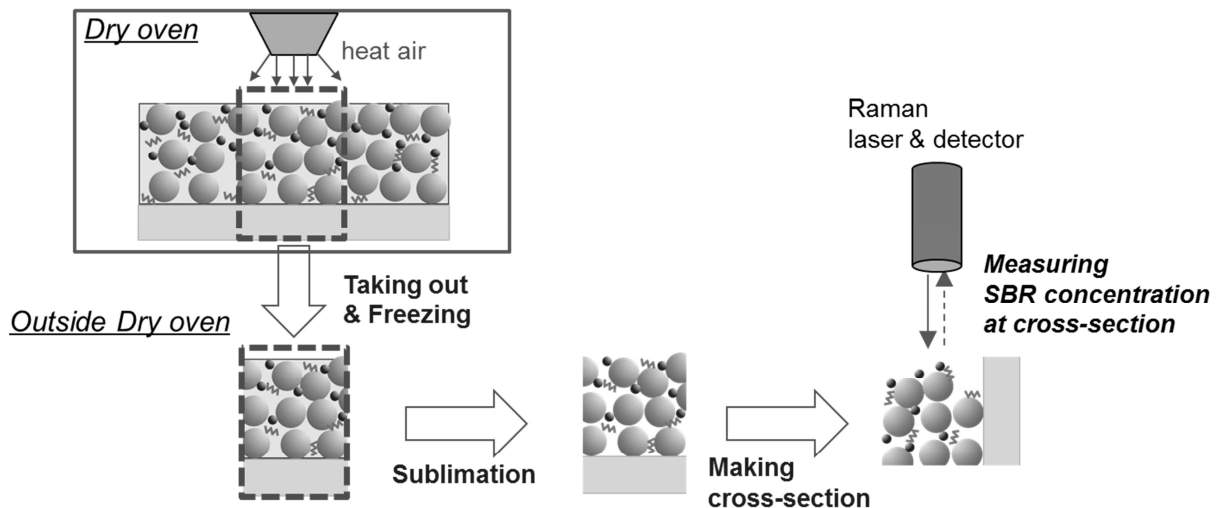 Dry oven
heat air
Taking out
& Freezing
Outside Dry oven
Sublimation
Making
cross-section
Raman
laser & detector
Measuring
SBR concentration
at cross-section